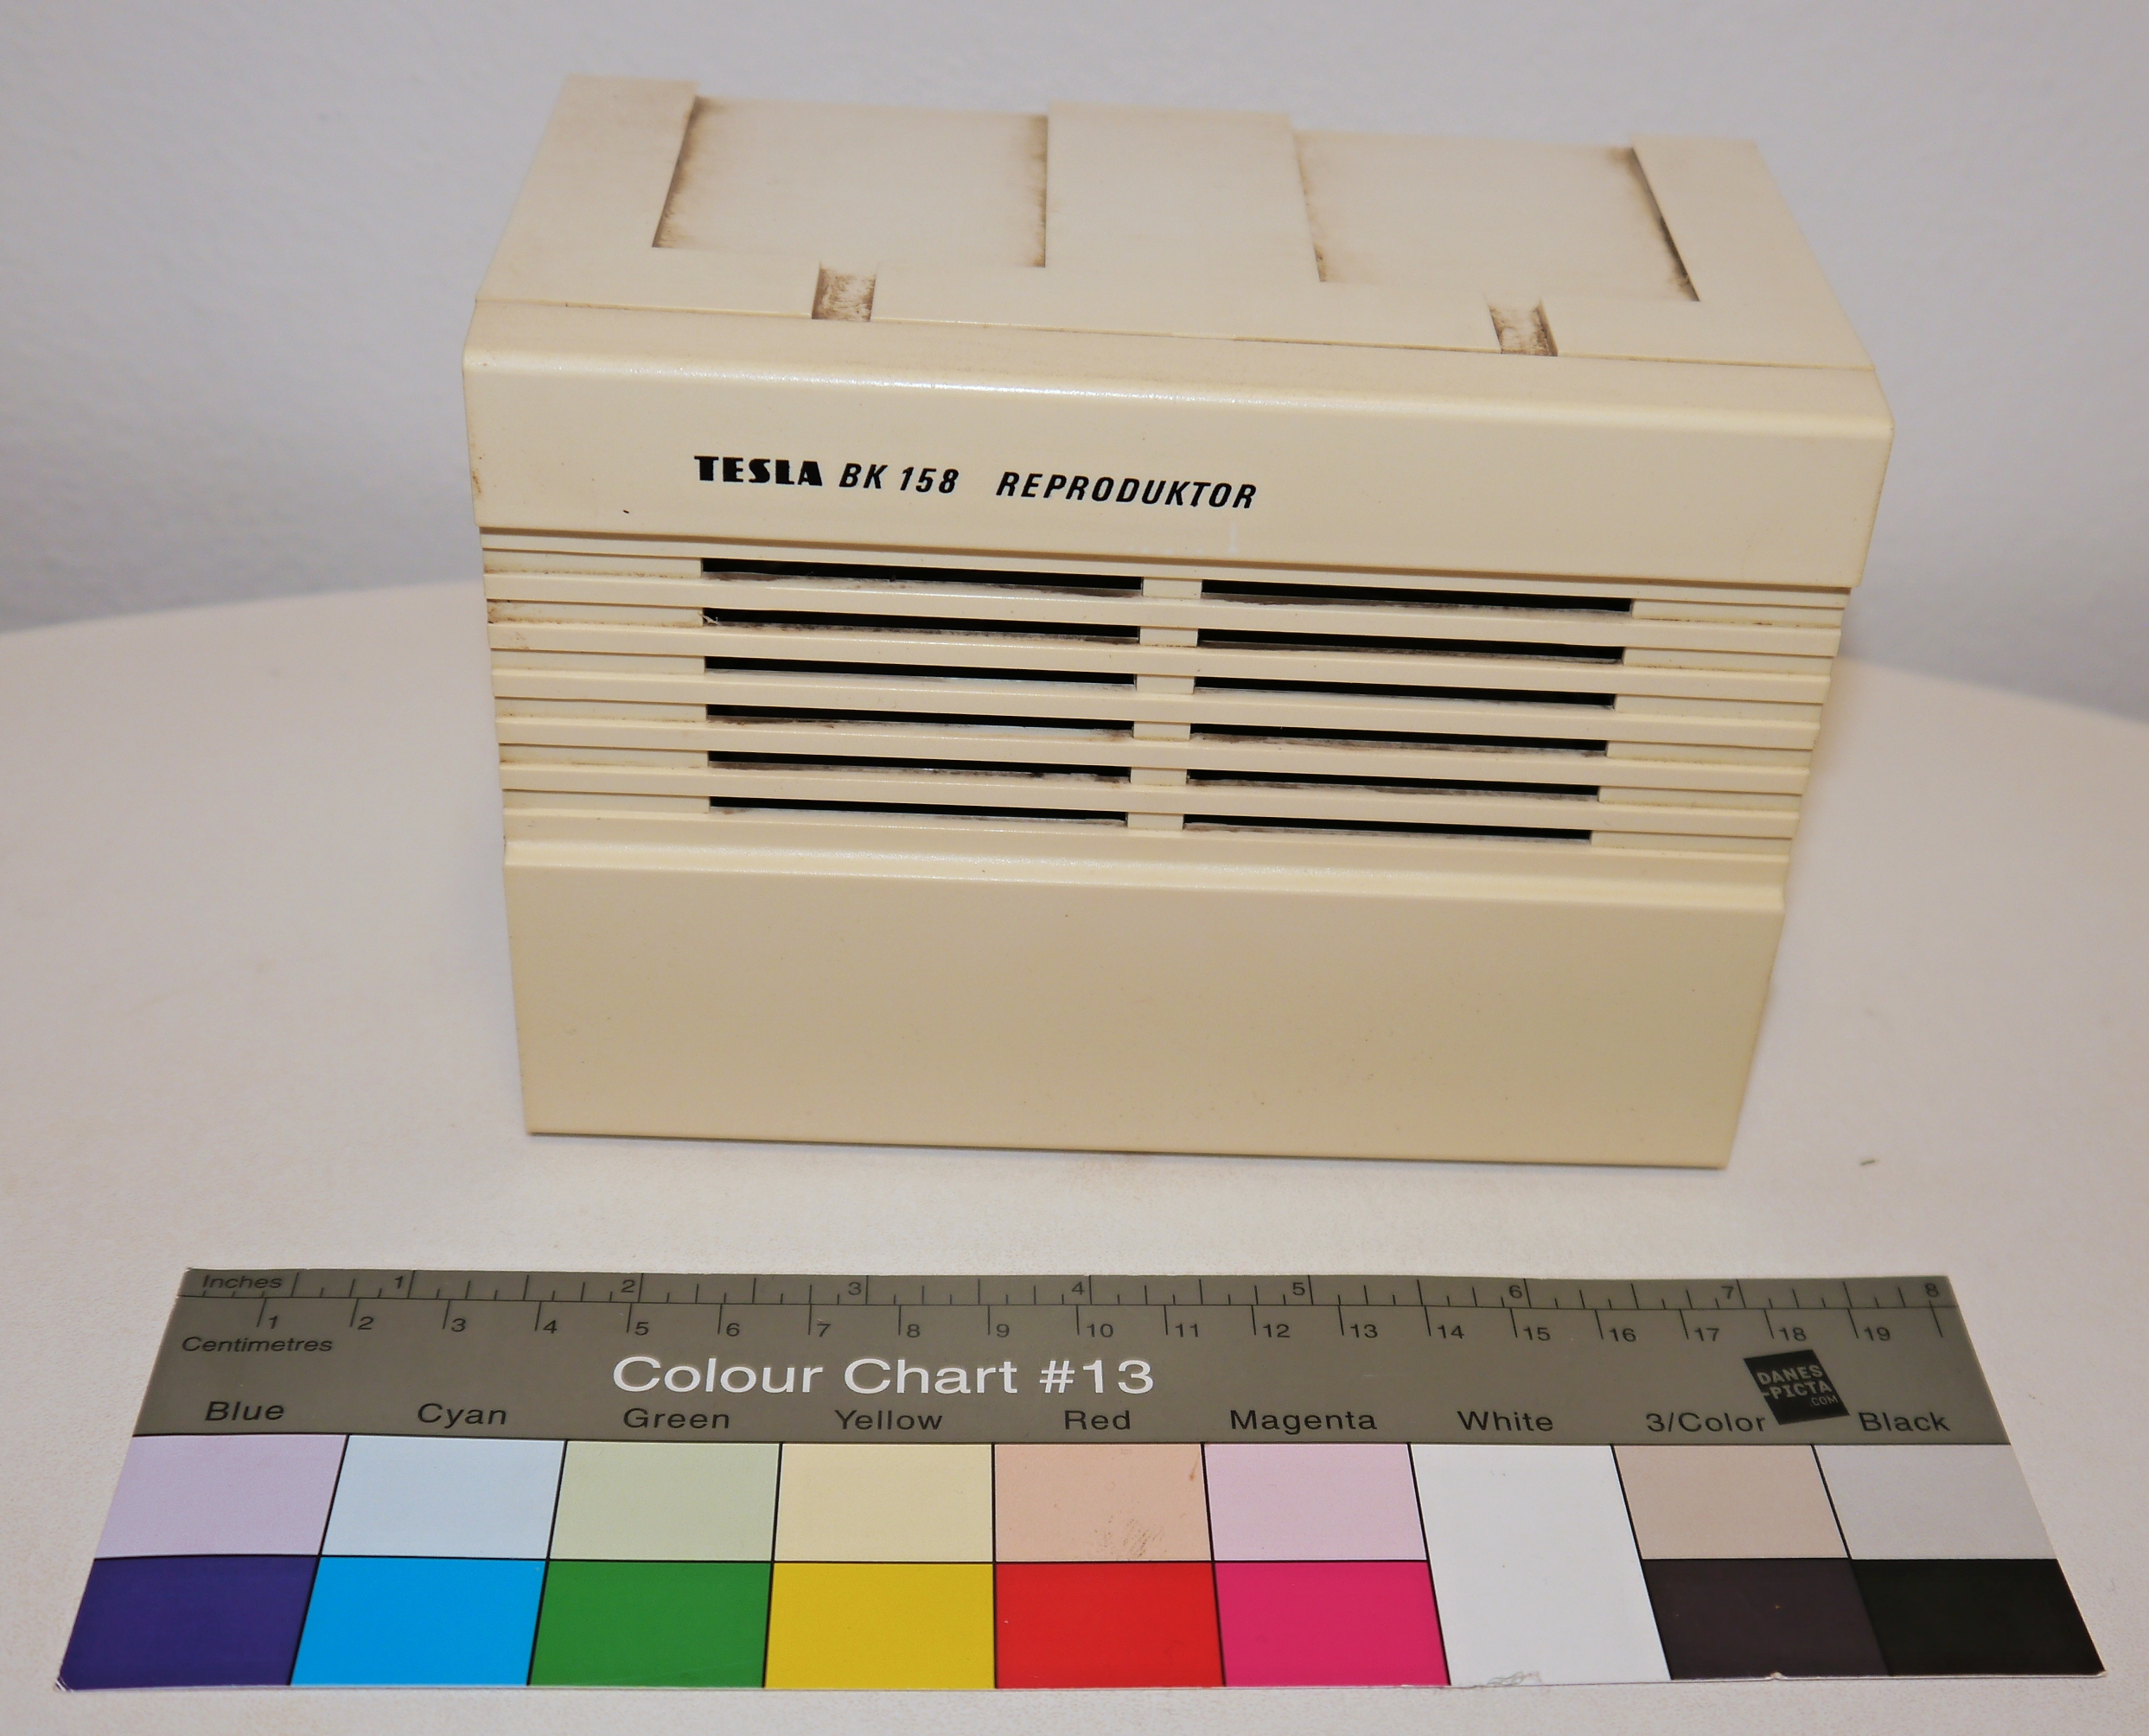 TESLA BK 158 REPRODUKTOR
Inches 1 2 3 4 5 6 7 8
1 2 3 4 5 6 7 8 9 10 11 12 13 14 15 16 17 18 19
Centimetres
Colour Chart #13
DANES
-PICTA
.COM
Blue Cyan Green Yellow Red Magenta White 3/Color Black